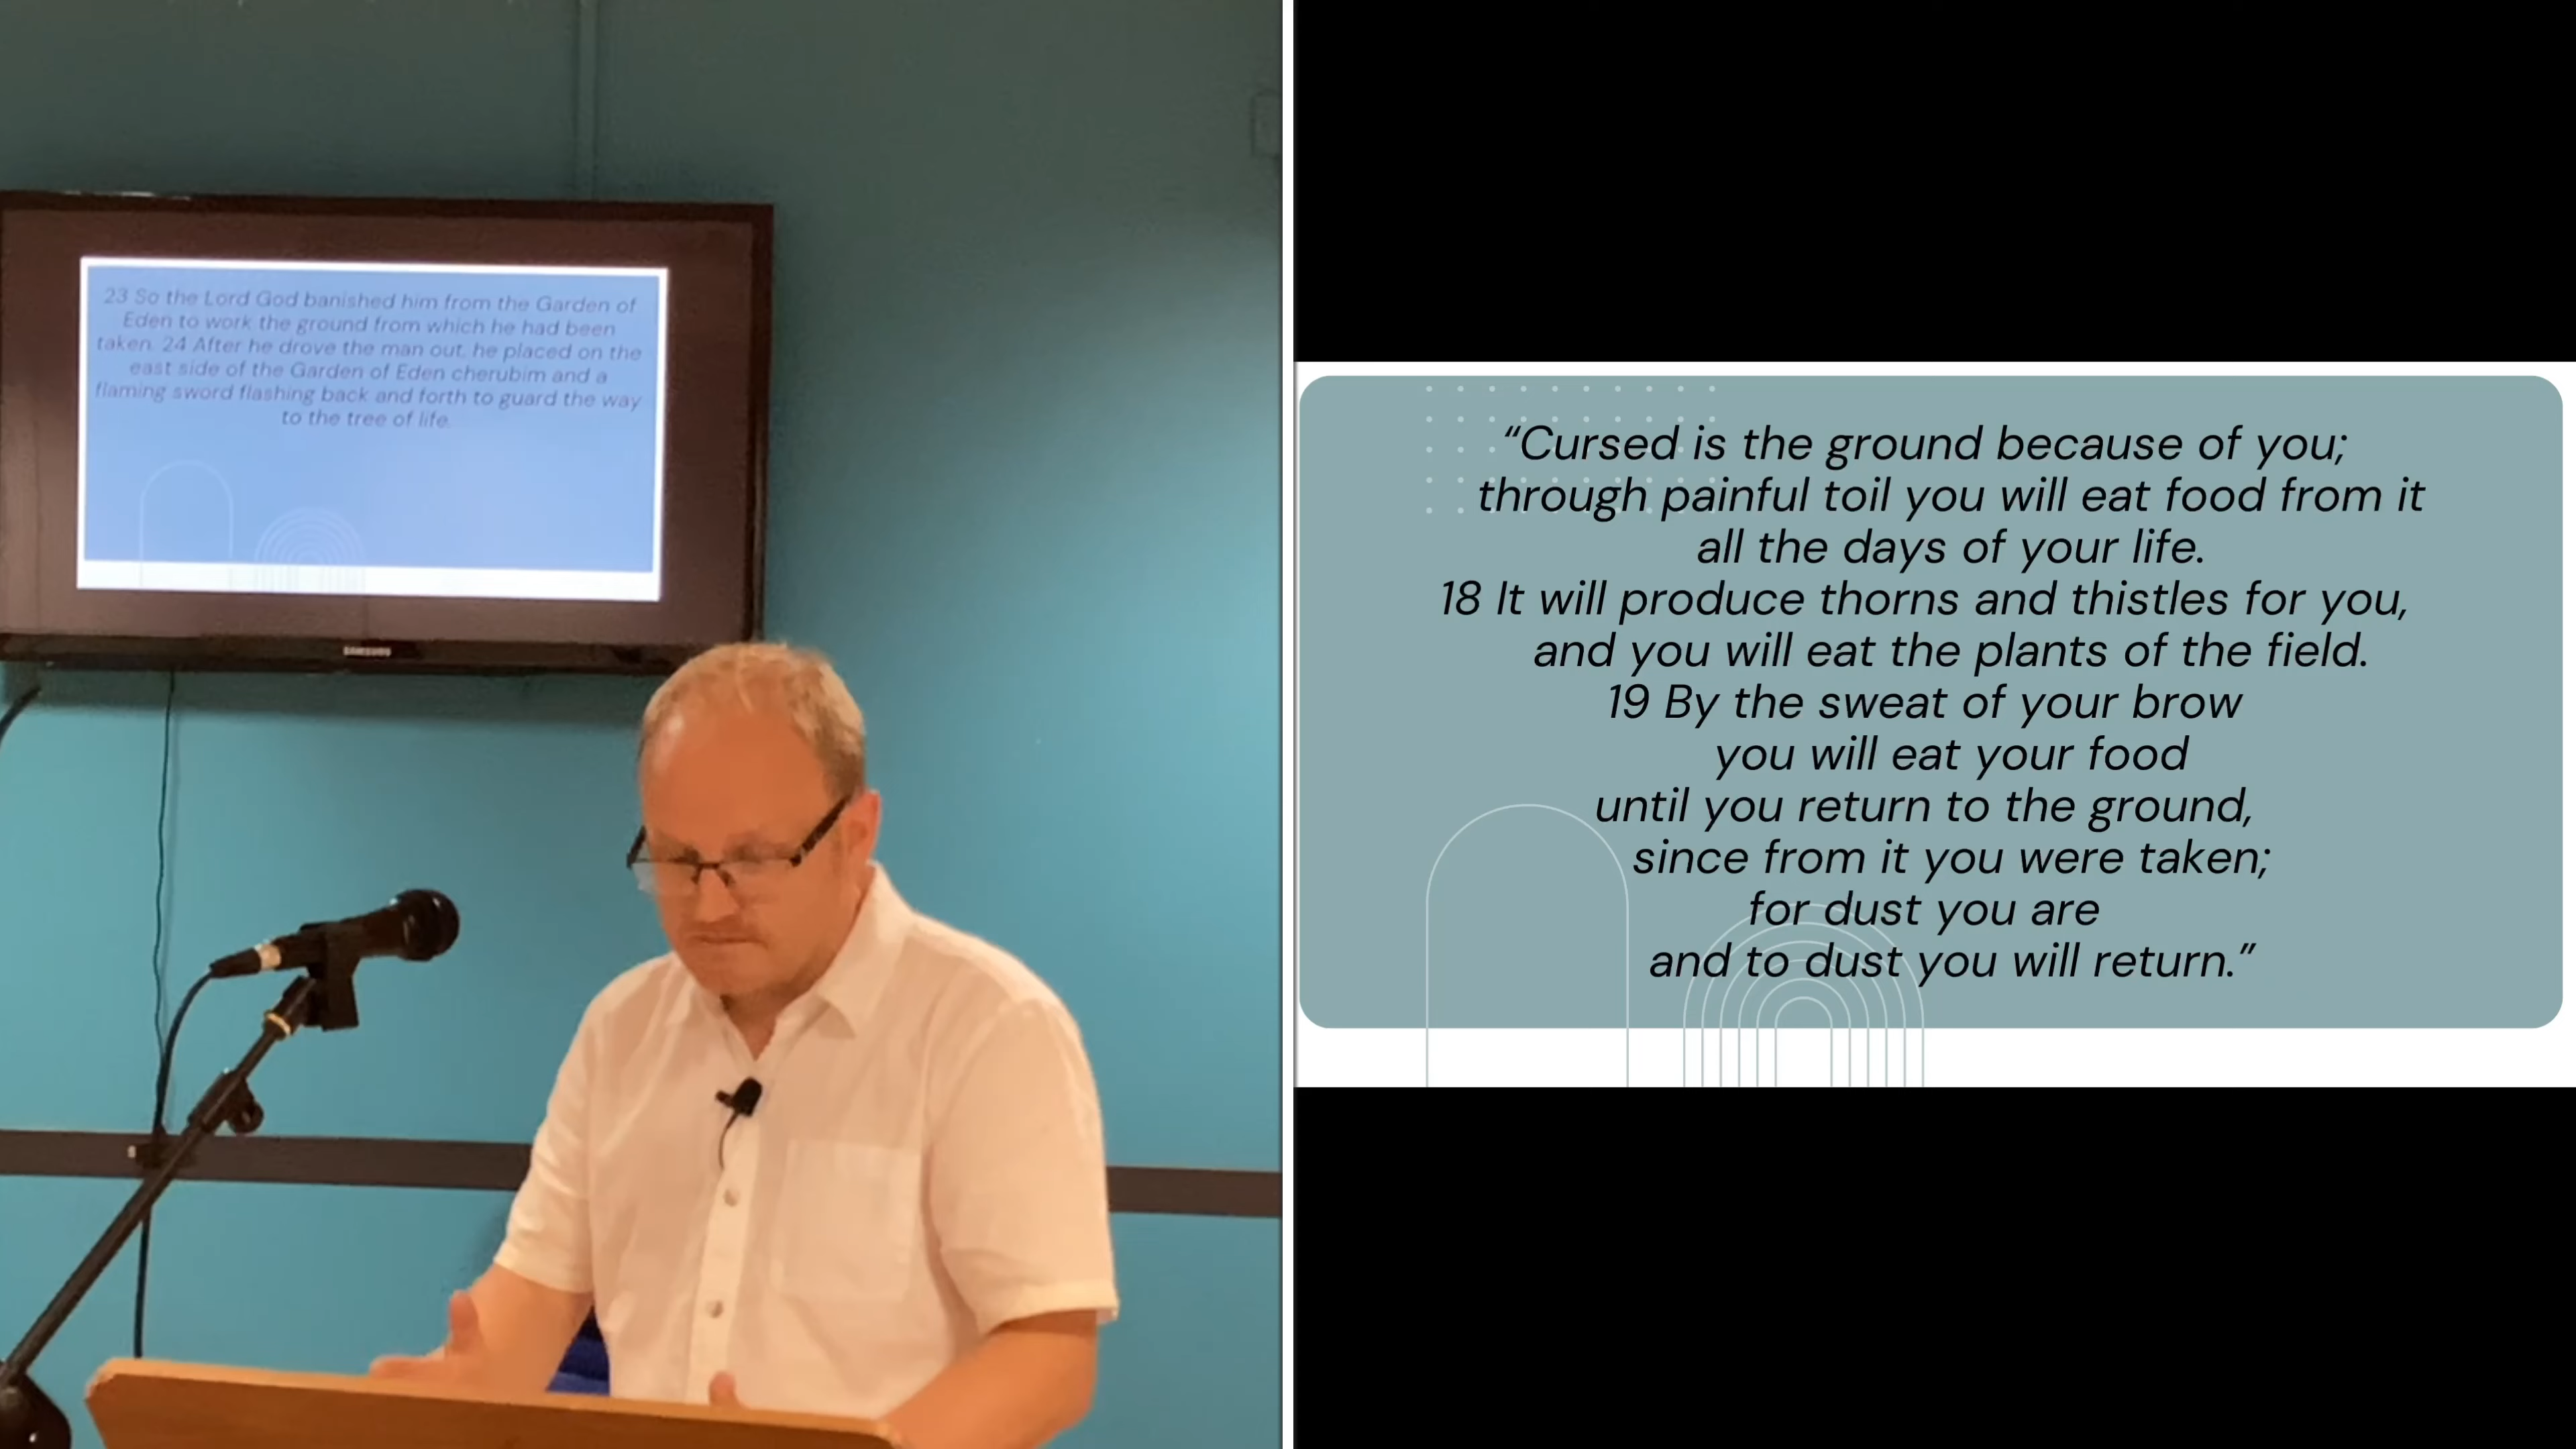 23 So the Lord God banished him from the Garden of
Eden to work the ground from which he had been
taken. 24 After he drove the man out, he placed on the
east side of the Garden of Eden cherubim and a
flaming sword flashing back and forth to guard the way
to the tree of life.
SAMSUNG
“Cursed is the ground because of you;
through painful toil you will eat food from it
all the days of your life.
18 It will produce thorns and thistles for you,
and you will eat the plants of the field.
19 By the sweat of your brow
you will eat your food
until you return to the ground,
since from it you were taken;
for dust you are
and to dust you will return.”